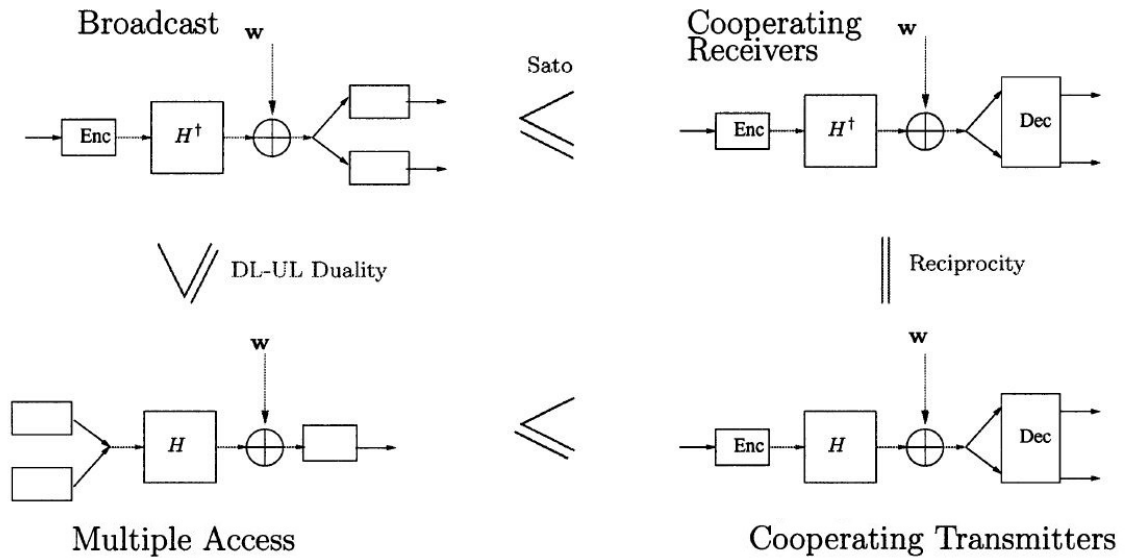 Broadcast
w
Enc
H†
Sato
Cooperating
Receivers
w
Enc
H†
Dec
DL-UL Duality
Reciprocity
w
H
Multiple Access
w
Enc
H
Dec
Cooperating Transmitters